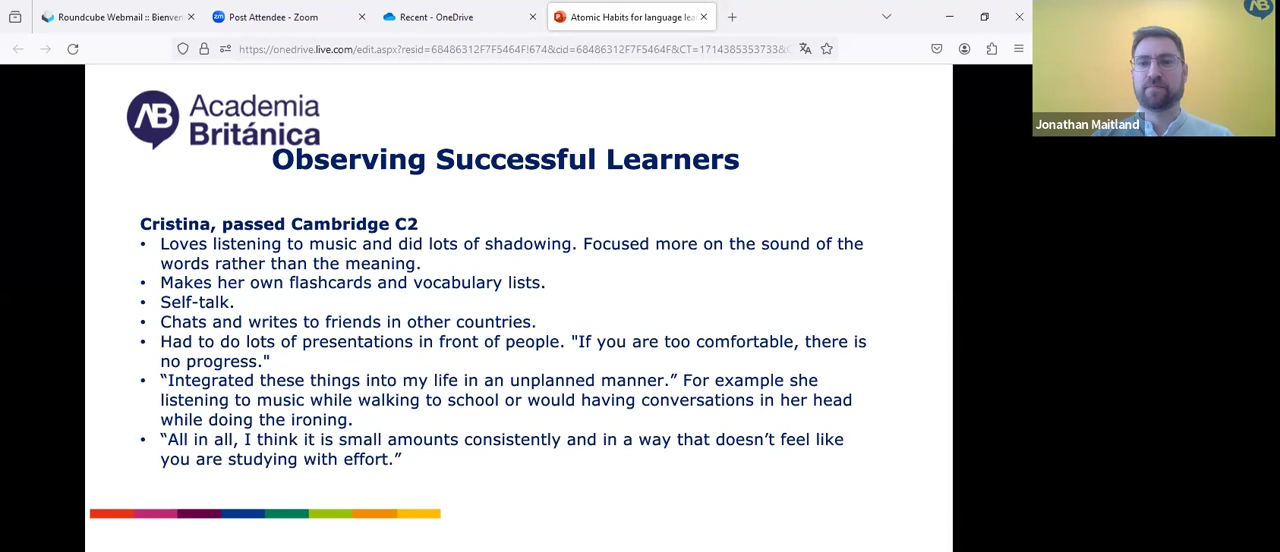 Roundcube Webmail :: Bienven
Post Attendee - Zoom
Recent - OneDrive
Atomic Habits for language lea
https://onedrive.live.com/edit.aspx?resid=68486312F7F5464F!674&cid=68486312F7F5464F&CT=1714385353733&
AB
Jonathan Maitland
AB Academia
Británica
Observing Successful Learners
Cristina, passed Cambridge C2
• Loves listening to music and did lots of shadowing. Focused more on the sound of the
words rather than the meaning.
• Makes her own flashcards and vocabulary lists.
• Self-talk.
• Chats and writes to friends in other countries.
• Had to do lots of presentations in front of people. "If you are too comfortable, there is
no progress."
• “Integrated these things into my life in an unplanned manner.” For example she
listening to music while walking to school or would having conversations in her head
while doing the ironing.
• “All in all, I think it is small amounts consistently and in a way that doesn’t feel like
you are studying with effort.”